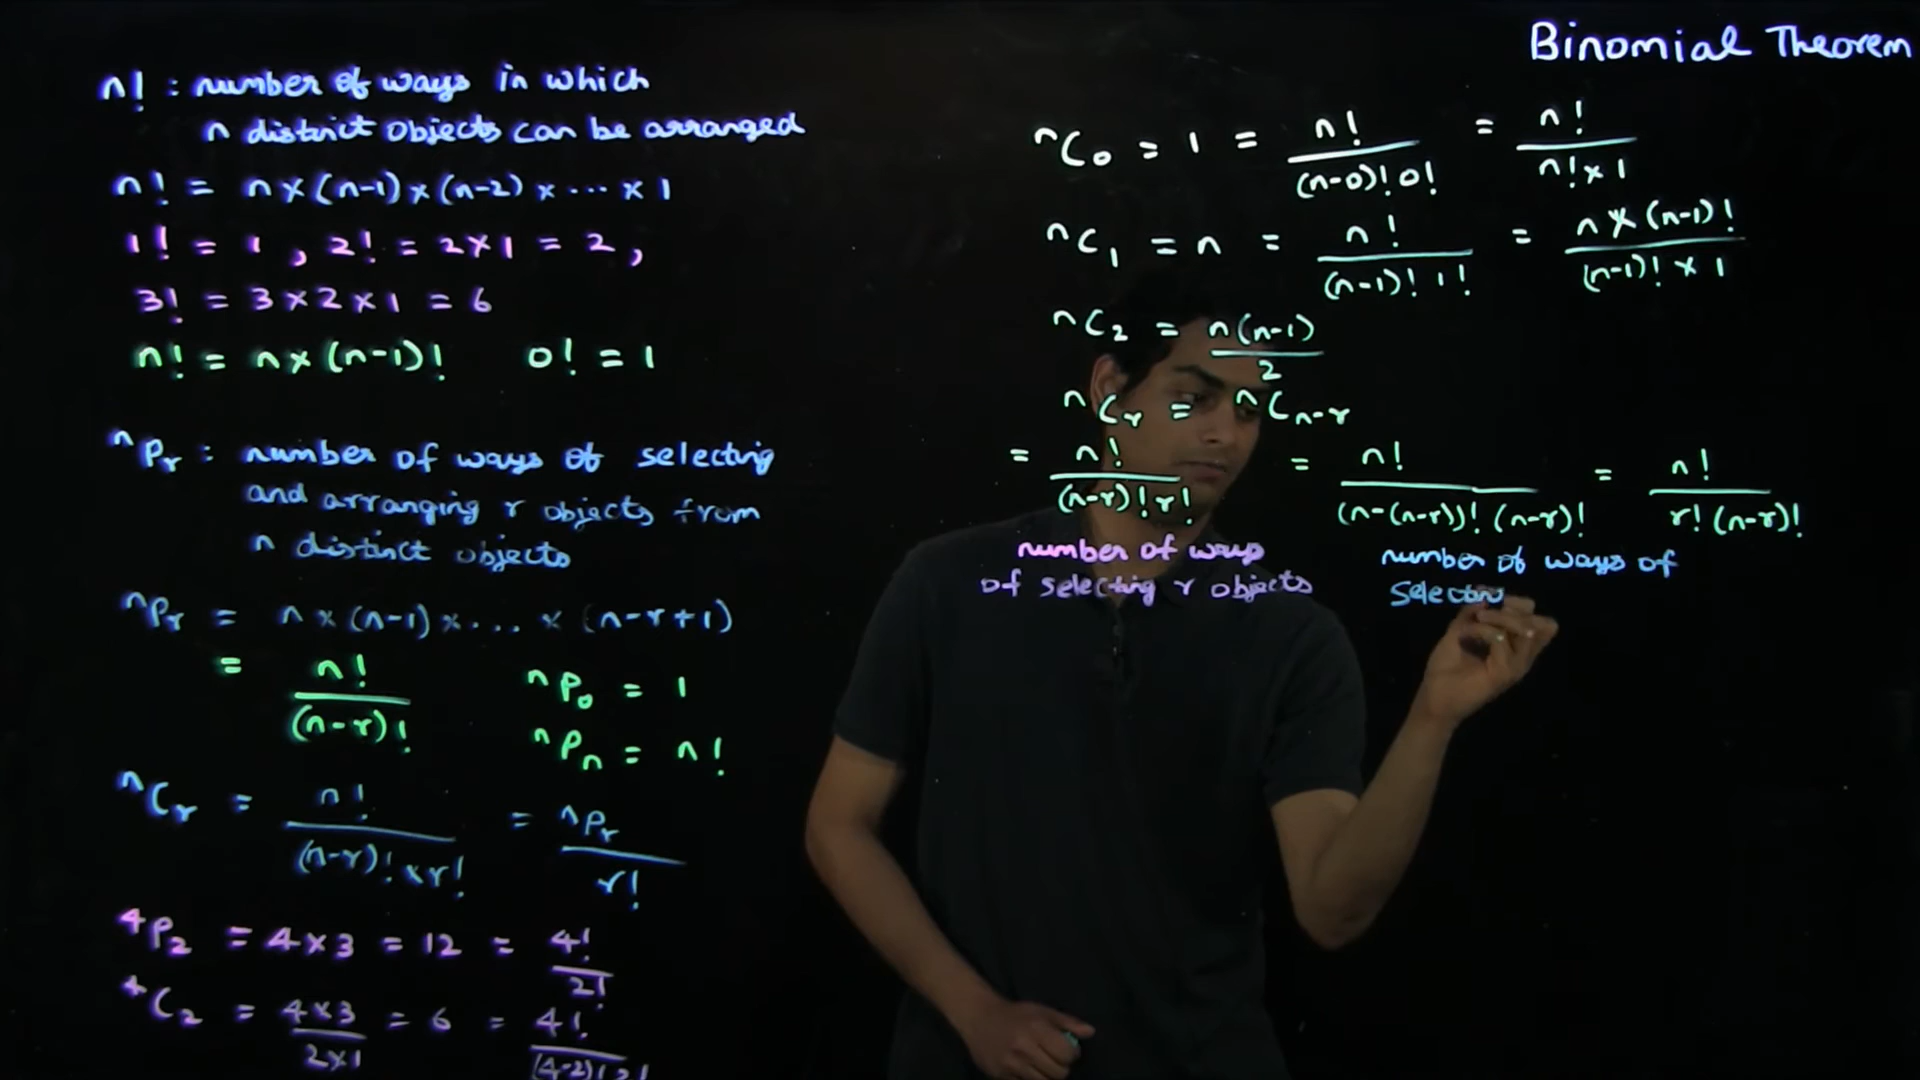 Binomial Theorem
n! : number of ways in which
n distinct objects can be arranged
n! = n×(n-1)×(n-2)×...×1
1! = 1 , 2! = 2×1 = 2 ,
3! = 3×2×1 = 6
n! = n×(n-1)! 0! = 1
ⁿPᵣ : number of ways of selecting
and arranging r objects from
n distinct objects
ⁿPᵣ = n×(n-1)×...×(n-r+1)
= n!/(n-r)! ⁿP₀ = 1
ⁿPₙ = n!
ⁿCᵣ = n!/((n-r)!×r!) = ⁿPᵣ/r!
⁴P₂ = 4×3 = 12 = 4!/2!
⁴C₂ = (4×3)/(2×1) = 6 = 4!/((4-2)!2!)
ⁿC₀ = 1 = n!/((n-0)!0!) = n!/(n!×1)
ⁿC₁ = n = n!/((n-1)!1!) = (n×(n-1)!)/((n-1)!×1)
ⁿC₂ = n(n-1)/2
ⁿCᵣ = ⁿCₙ₋ᵣ
= n!/((n-r)!r!) = n!/((n-(n-r))!(n-r)!) = n!/(r!(n-r)!)
number of ways
of selecting r objects
number of ways of